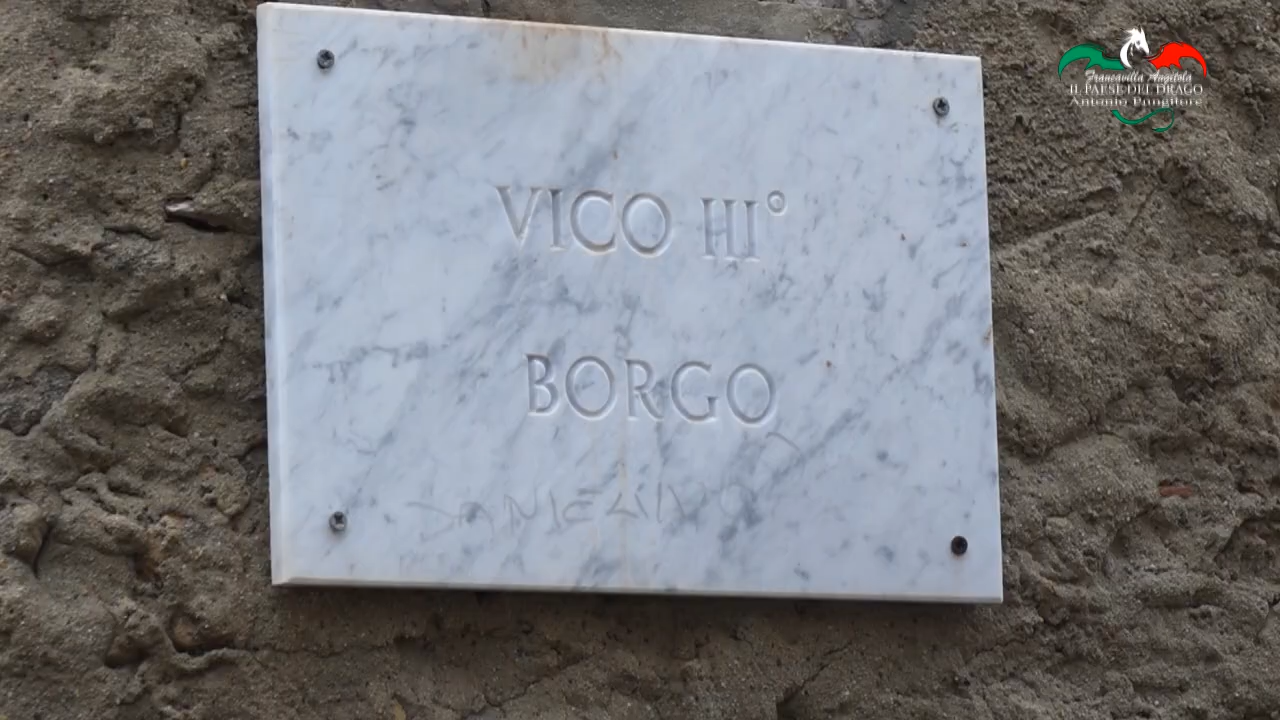 Francavilla Angitola
IL PAESE DEL DRAGO
Antonio Pungitore
VICO III°
BORGO